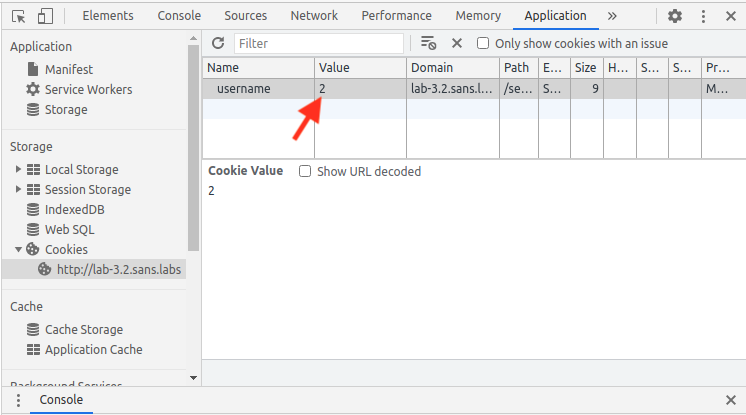 Elements Console Sources Network Performance Memory Application »
Application
Manifest
Service Workers
Storage
Storage
Local Storage
Session Storage
IndexedDB
Web SQL
Cookies
http://lab-3.2.sans.labs
Cache
Cache Storage
Application Cache
Background Services
Filter Only show cookies with an issue
Name Value Domain Path E... Size H... S... S... Pr...
username 2 lab-3.2.sans.l... /se... S... 9 M...
Cookie Value Show URL decoded
2
Console